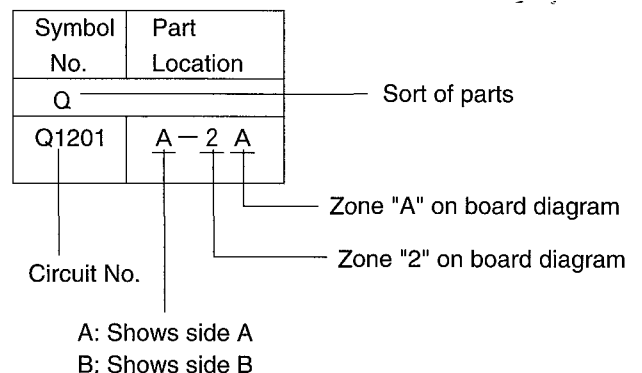 Symbol No.
Part Location
Q
Sort of parts
Q1201
A - 2 A
Zone "A" on board diagram
Zone "2" on board diagram
Circuit No.
A: Shows side A
B: Shows side B